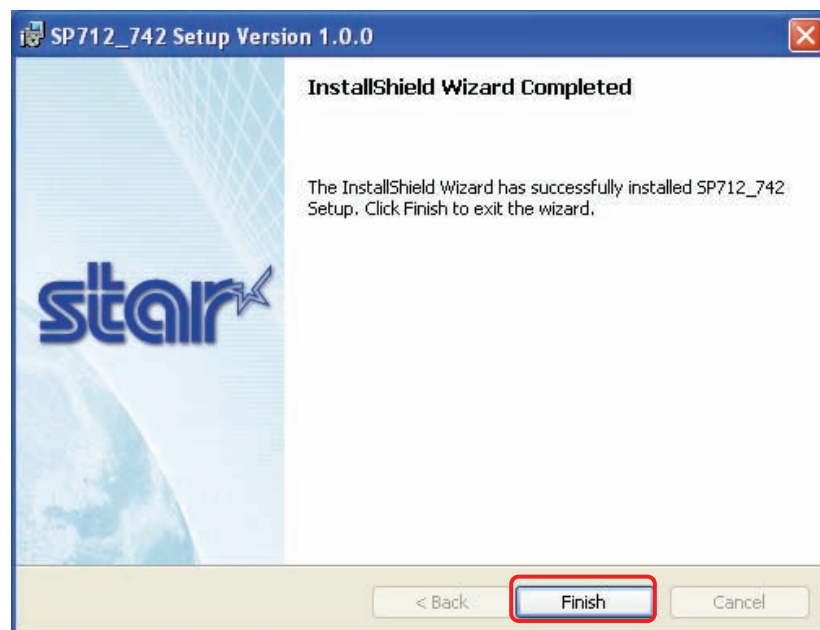 SP712_742 Setup Version 1.0.0
InstallShield Wizard Completed
The InstallShield Wizard has successfully installed SP712_742
Setup. Click Finish to exit the wizard.
star
< Back
Finish
Cancel